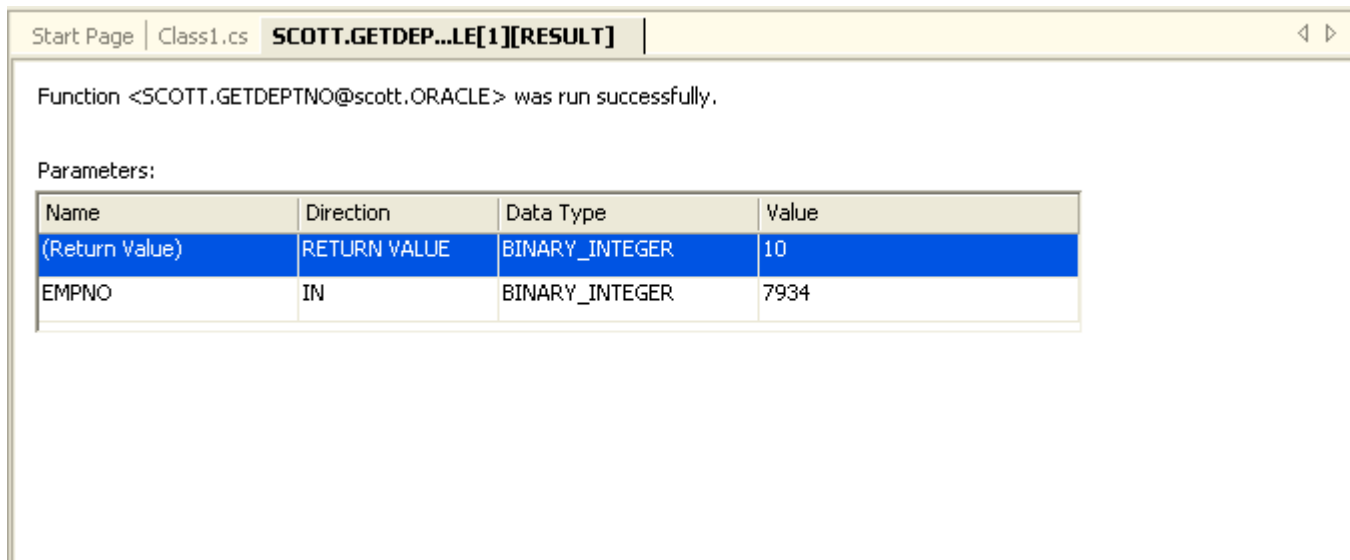 Start Page Class1.cs SCOTT.GETDEP...LE[1][RESULT]
Function <SCOTT.GETDEPTNO@scott.ORACLE> was run successfully.
Parameters:
Name Direction Data Type Value
(Return Value) RETURN VALUE BINARY_INTEGER 10
EMPNO IN BINARY_INTEGER 7934